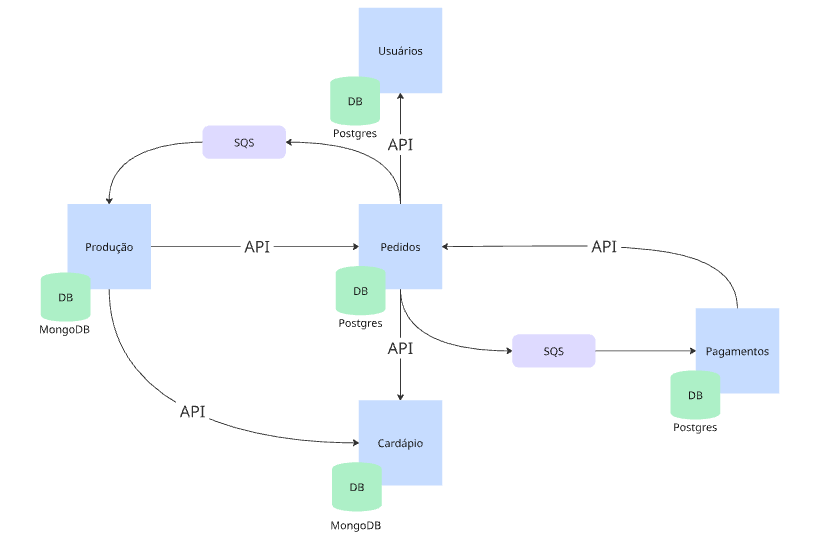 Usuários
DB
Postgres
SQS
API
Produção
API
Pedidos
API
DB
MongoDB
DB
Postgres
API
SQS
Pagamentos
DB
Postgres
API
Cardápio
DB
MongoDB